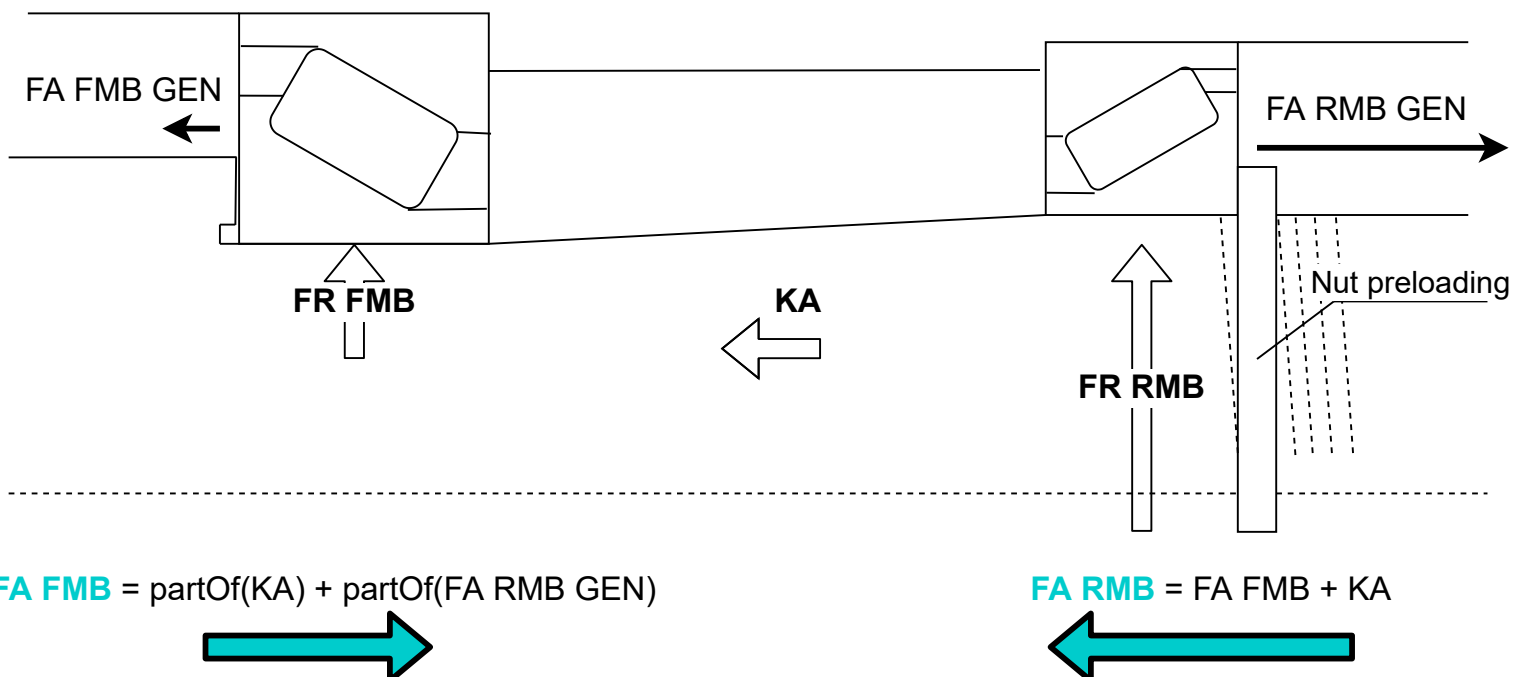 FA FMB GEN
FA RMB GEN
Nut preloading
FR FMB
KA
FR RMB
FA FMB = partOf(KA) + partOf(FA RMB GEN)
FA RMB = FA FMB + KA